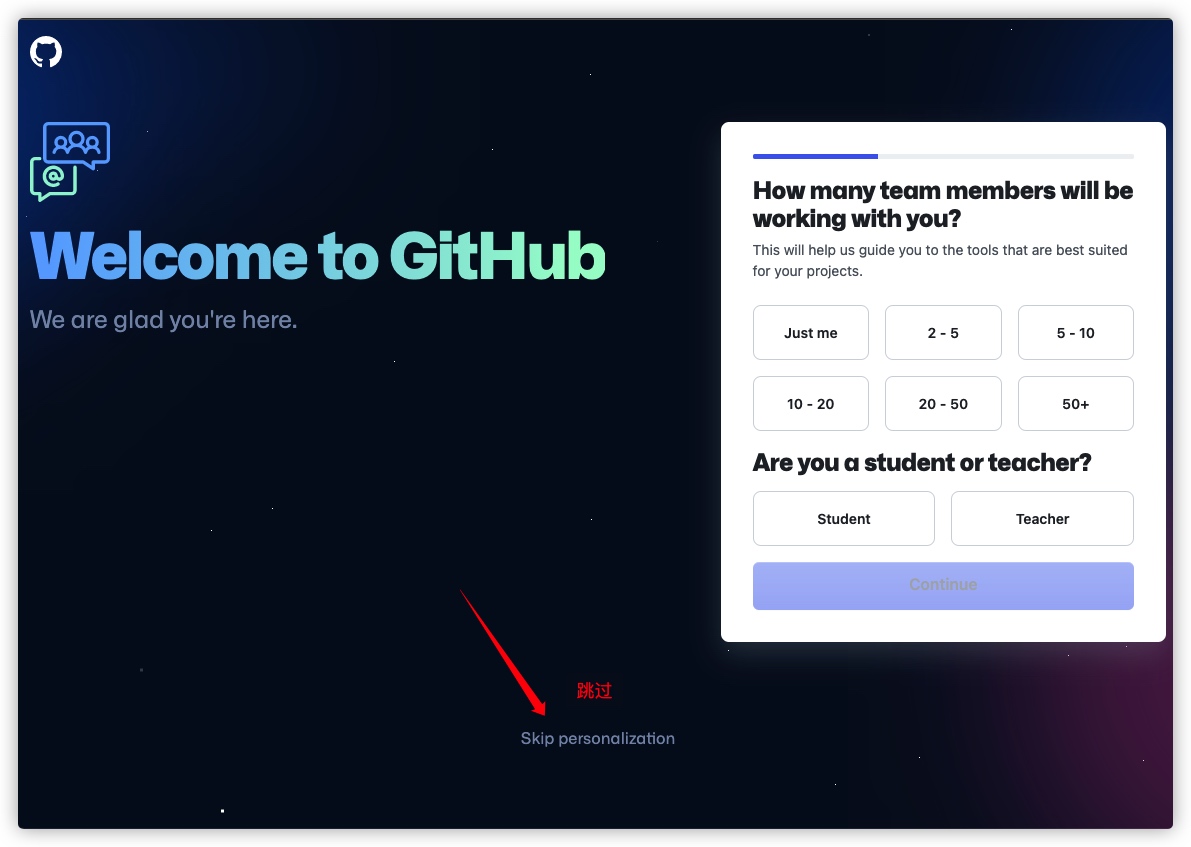 Welcome to GitHub
We are glad you're here.
How many team members will be
working with you?
This will help us guide you to the tools that are best suited
for your projects.
Just me
2 - 5
5 - 10
10 - 20
20 - 50
50+
Are you a student or teacher?
Student
Teacher
Continue
跳过
Skip personalization